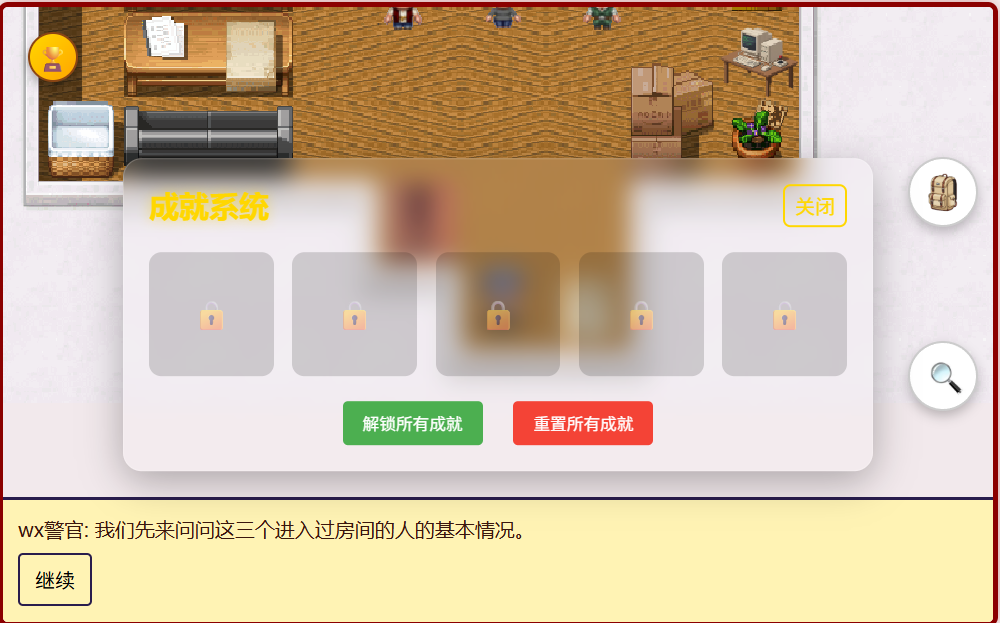 成就系统
关闭
解锁所有成就
重置所有成就
wx警官: 我们先来问问这三个进入过房间的人的基本情况。
继续